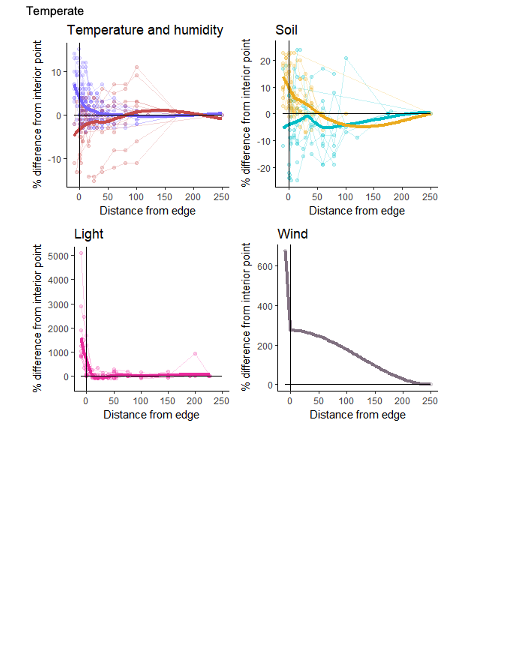 Temperate
Temperature and humidity
% difference from interior point
10
0
-10
0 50 100 150 200 250
Distance from edge
Soil
% difference from interior point
20
10
0
-10
-20
0 50 100 150 200 250
Distance from edge
Light
% difference from interior point
5000
4000
3000
2000
1000
0
0 50 100 150 200 250
Distance from edge
Wind
% difference from interior point
600
400
200
0
0 50 100 150 200 250
Distance from edge